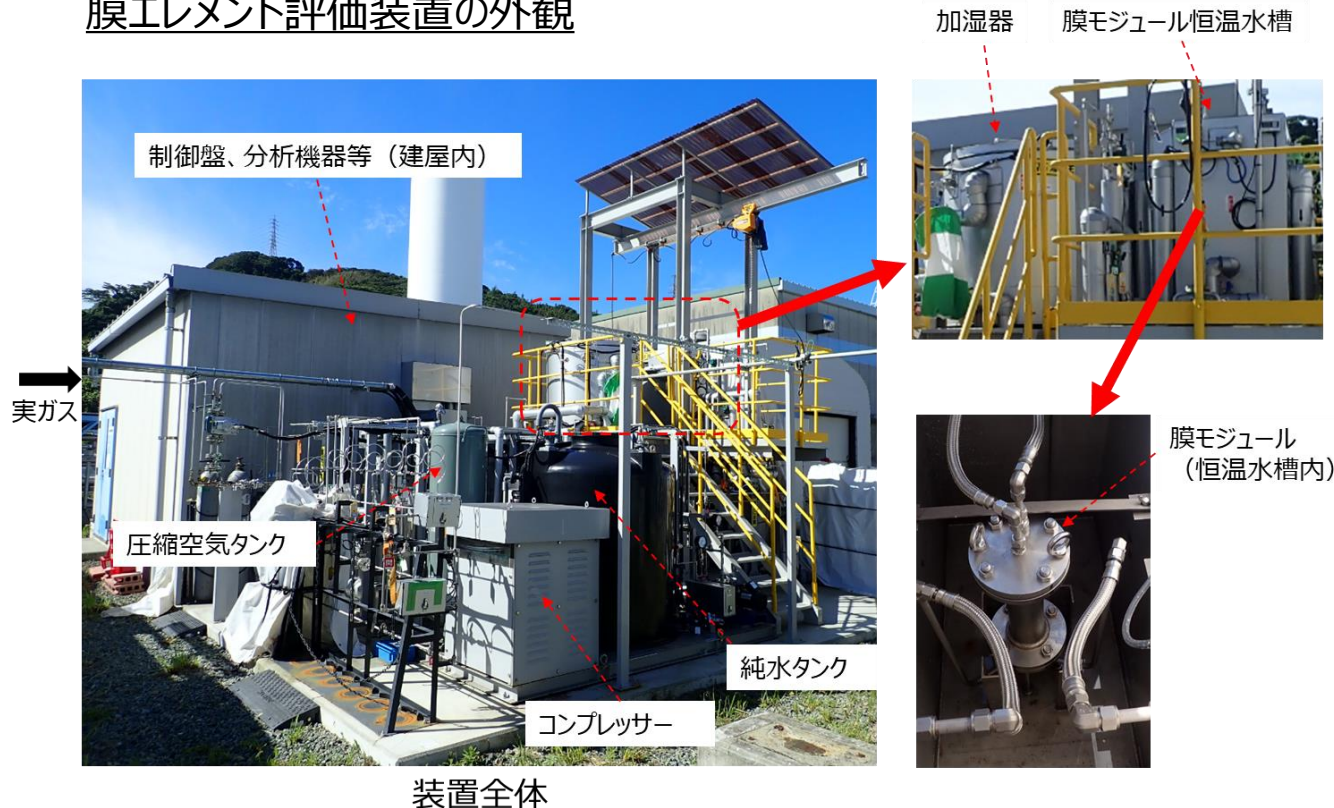 膜エレメント評価装置の外観
加湿器
膜モジュール恒温水槽
制御盤、分析機器等（建屋内）
実ガス
膜モジュール
（恒温水槽内）
圧縮空気タンク
純水タンク
コンプレッサー
装置全体